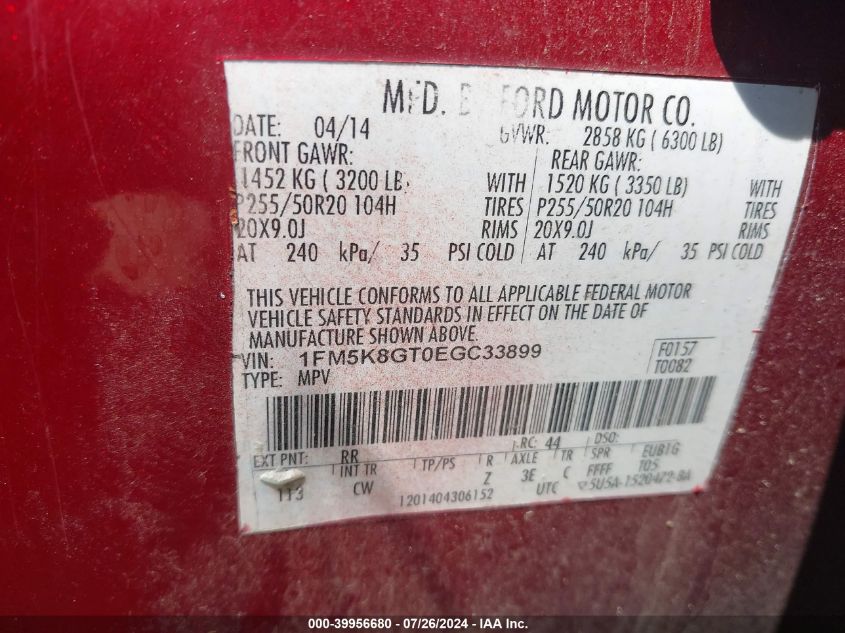 MFD. B FORD MOTOR CO.
DATE: 04/14 GVWR: 2858 KG ( 6300 LB)
FRONT GAWR: REAR GAWR:
1452 KG ( 3200 LB) WITH 1520 KG ( 3350 LB) WITH
P255/50R20 104H TIRES P255/50R20 104H TIRES
20X9.0J RIMS 20X9.0J RIMS
AT 240 kPa/ 35 PSI COLD AT 240 kPa/ 35 PSI COLD
THIS VEHICLE CONFORMS TO ALL APPLICABLE FEDERAL MOTOR
VEHICLE SAFETY STANDARDS IN EFFECT ON THE DATE OF
MANUFACTURE SHOWN ABOVE.
VIN: 1FM5K8GT0EGC33899 F0157
TYPE: MPV T0082
EXT PNT: RR RC: 44 DSO:
INT TR TP/PS R AXLE TR SPR EUB1G
113 CW Z 3E C FFFF T05
1201404306152 UTC 5U5A-1520472-BA
000-39956680 - 07/26/2024 - IAA Inc.